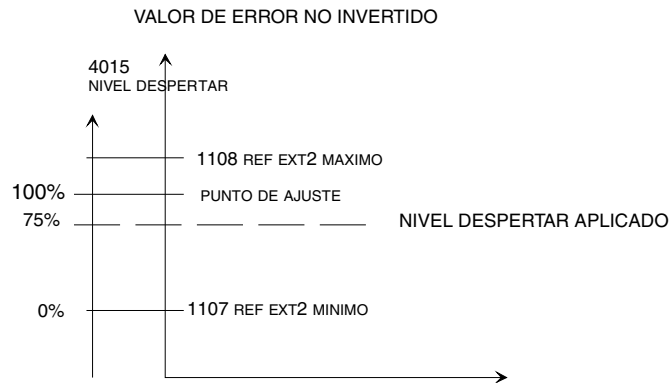 VALOR DE ERROR NO INVERTIDO
4015
NIVEL DESPERTAR
1108 REF EXT2 MAXIMO
100%
PUNTO DE AJUSTE
75%
NIVEL DESPERTAR APLICADO
0%
1107 REF EXT2 MINIMO